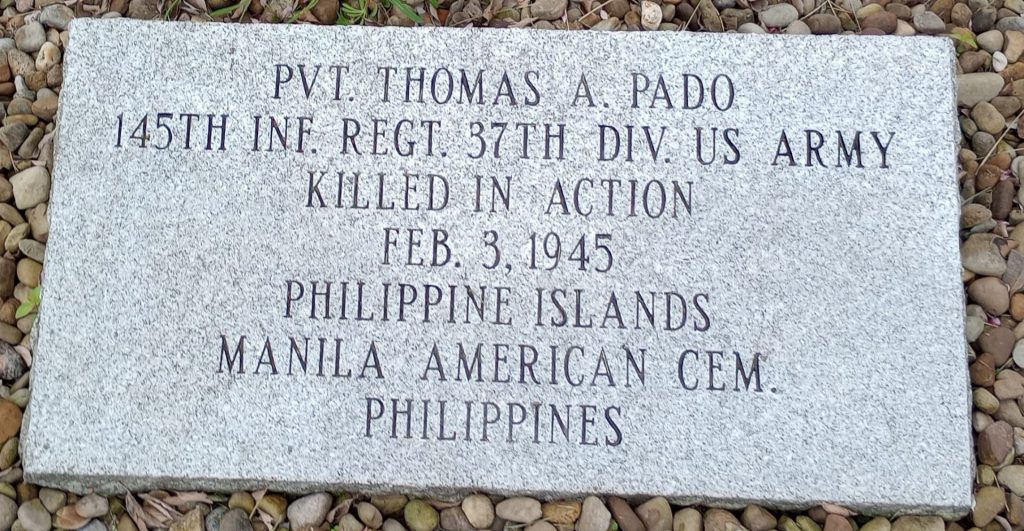 PVT. THOMAS A. PADO
145TH INF. REGT. 37TH DIV. US ARMY
KILLED IN ACTION
FEB. 3, 1945
PHILIPPINE ISLANDS
MANILA AMERICAN CEM.
PHILIPPINES